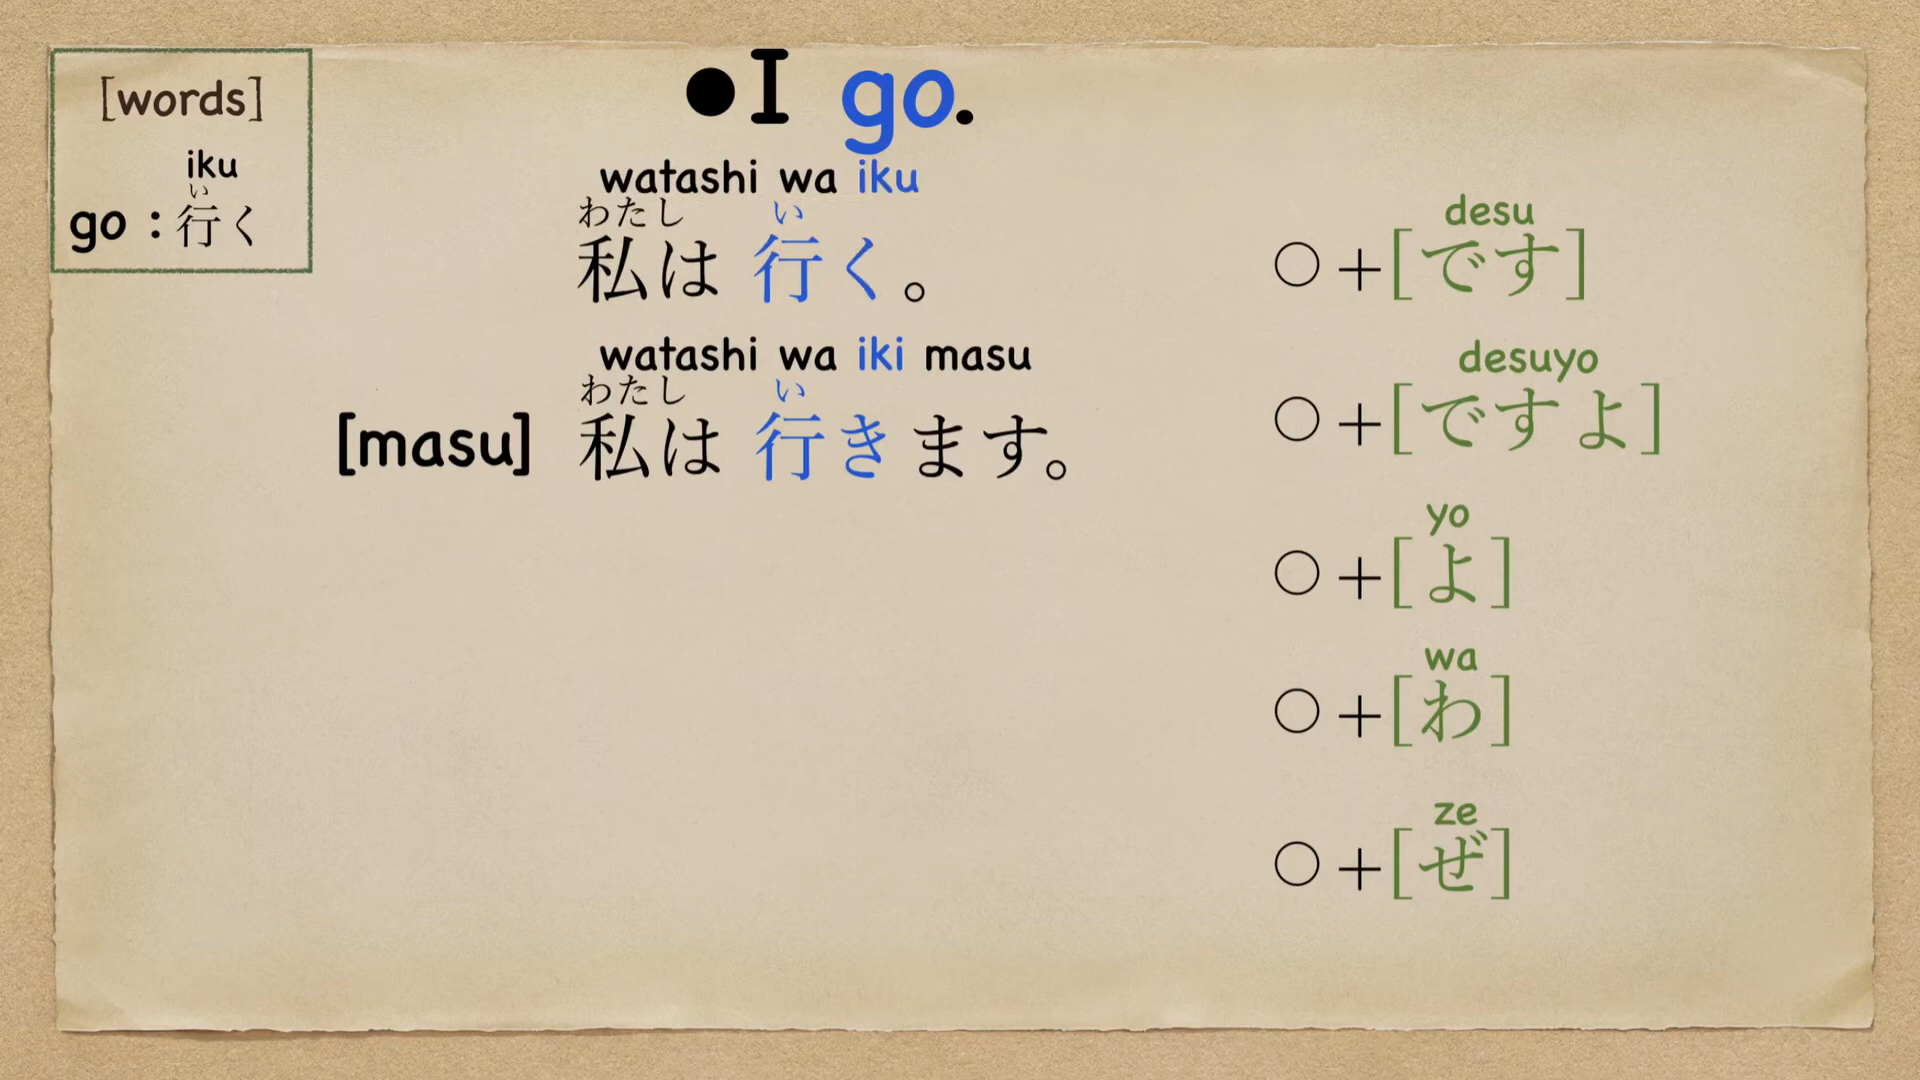 [words]
iku
い
go : 行く
●I go.
watashi wa iku
わたし い
私は 行く。
watashi wa iki masu
わたし い
[masu] 私は 行きます。
desu
○+[です]
desuyo
○+[ですよ]
yo
○+[よ]
wa
○+[わ]
ze
○+[ぜ]